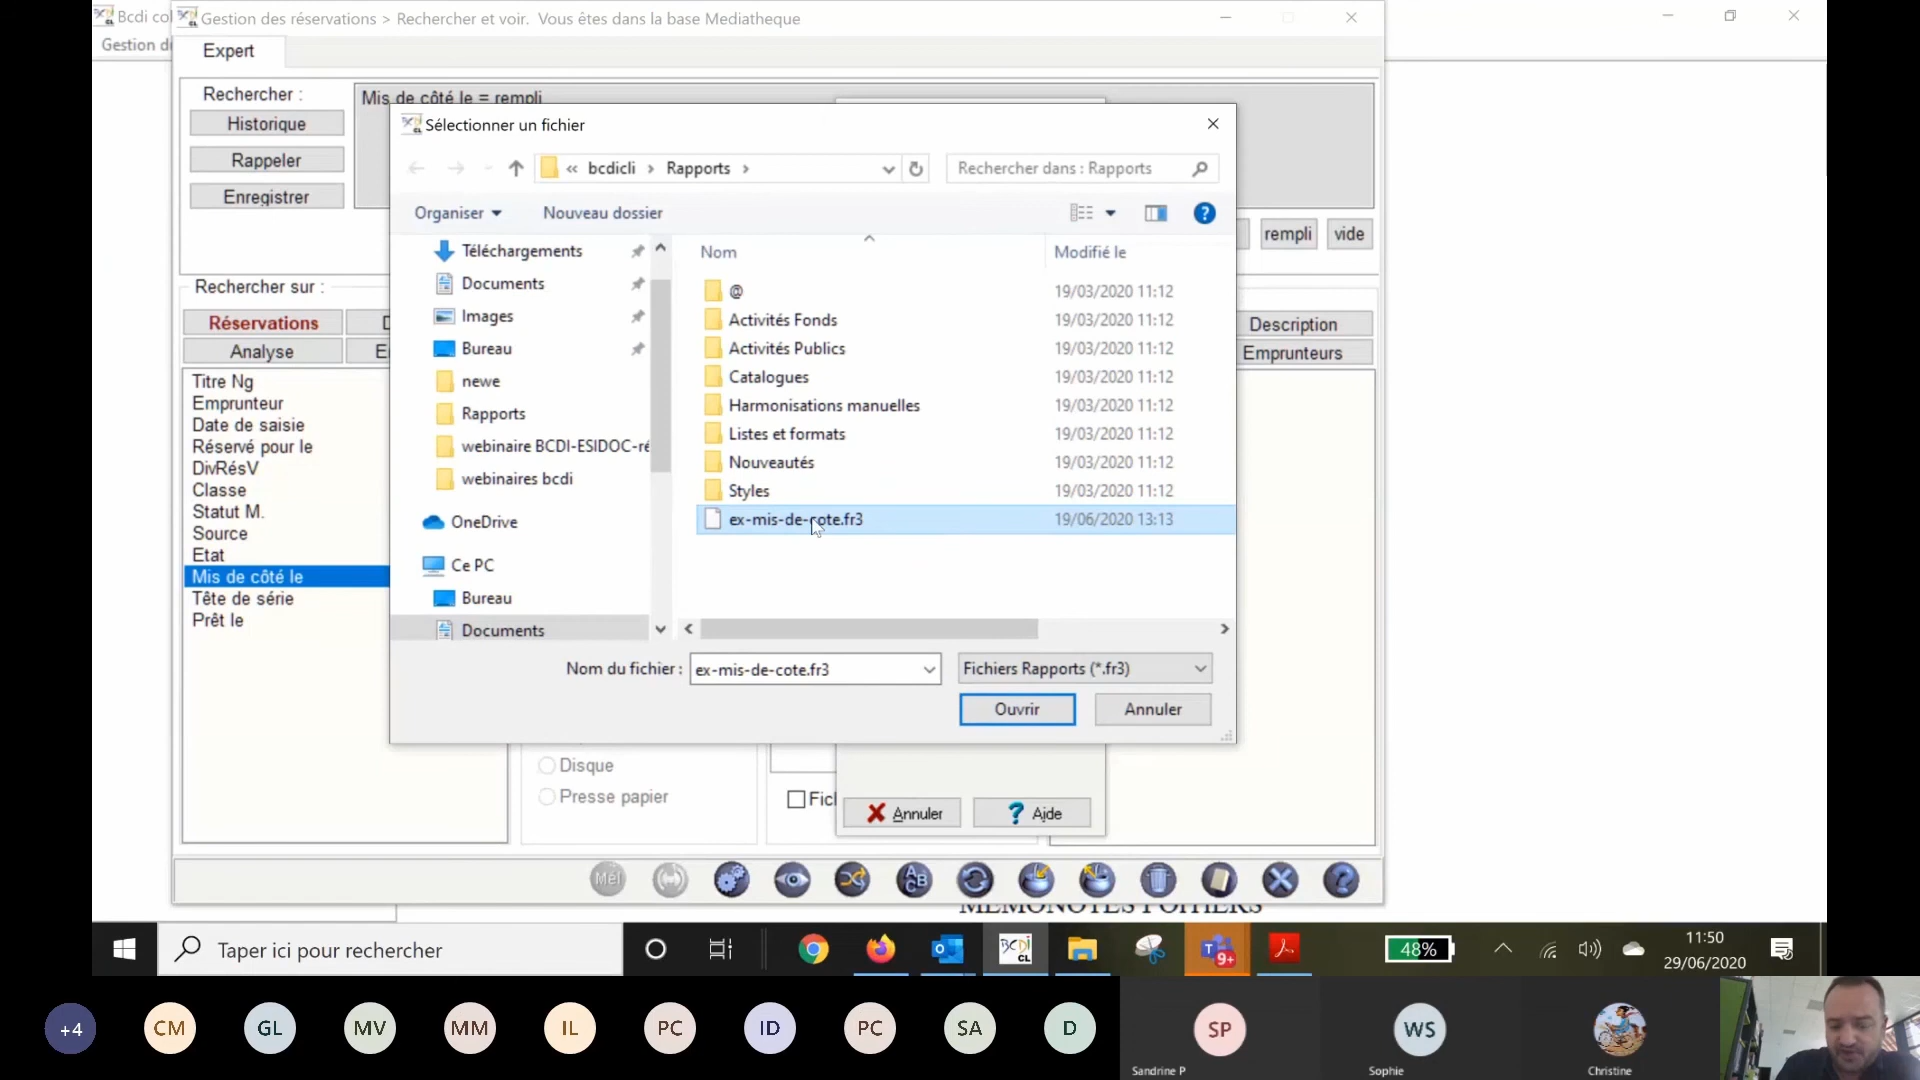 Bcdi col
Gestion des réservations > Rechercher et voir. Vous êtes dans la base Mediatheque
Gestion d
Expert
Rechercher :
Mis de côté le = rempli
Historique
Rappeler
Enregistrer
Sélectionner un fichier
« bcdicli › Rapports ›
Rechercher dans : Rapports
Organiser
Nouveau dossier
rempli
vide
Téléchargements
Documents
Images
Bureau
newe
Rapports
webinaire BCDI-ESIDOC-ré
webinaires bcdi
OneDrive
Ce PC
Bureau
Documents
Nom
Modifié le
@ 19/03/2020 11:12
Activités Fonds 19/03/2020 11:12
Activités Publics 19/03/2020 11:12
Catalogues 19/03/2020 11:12
Harmonisations manuelles 19/03/2020 11:12
Listes et formats 19/03/2020 11:12
Nouveautés 19/03/2020 11:12
Styles 19/03/2020 11:12
ex-mis-de-cote.fr3 19/06/2020 13:13
Nom du fichier : ex-mis-de-cote.fr3
Fichiers Rapports (*.fr3)
Ouvrir
Annuler
Rechercher sur :
Réservations
D
Description
Analyse
E
Emprunteurs
Titre Ng
Emprunteur
Date de saisie
Réservé pour le
DivRésV
Classe
Statut M.
Source
Etat
Mis de côté le
Tête de série
Prêt le
Disque
Presse papier
Fich
Annuler
Aide
Mél
ABC
MEMONOTES POITIERS
Taper ici pour rechercher
BCDI
CL
9+
48%
11:50
29/06/2020
+4
CM
GL
MV
MM
IL
PC
ID
PC
SA
D
SP
Sandrine P
WS
Sophie
Christine